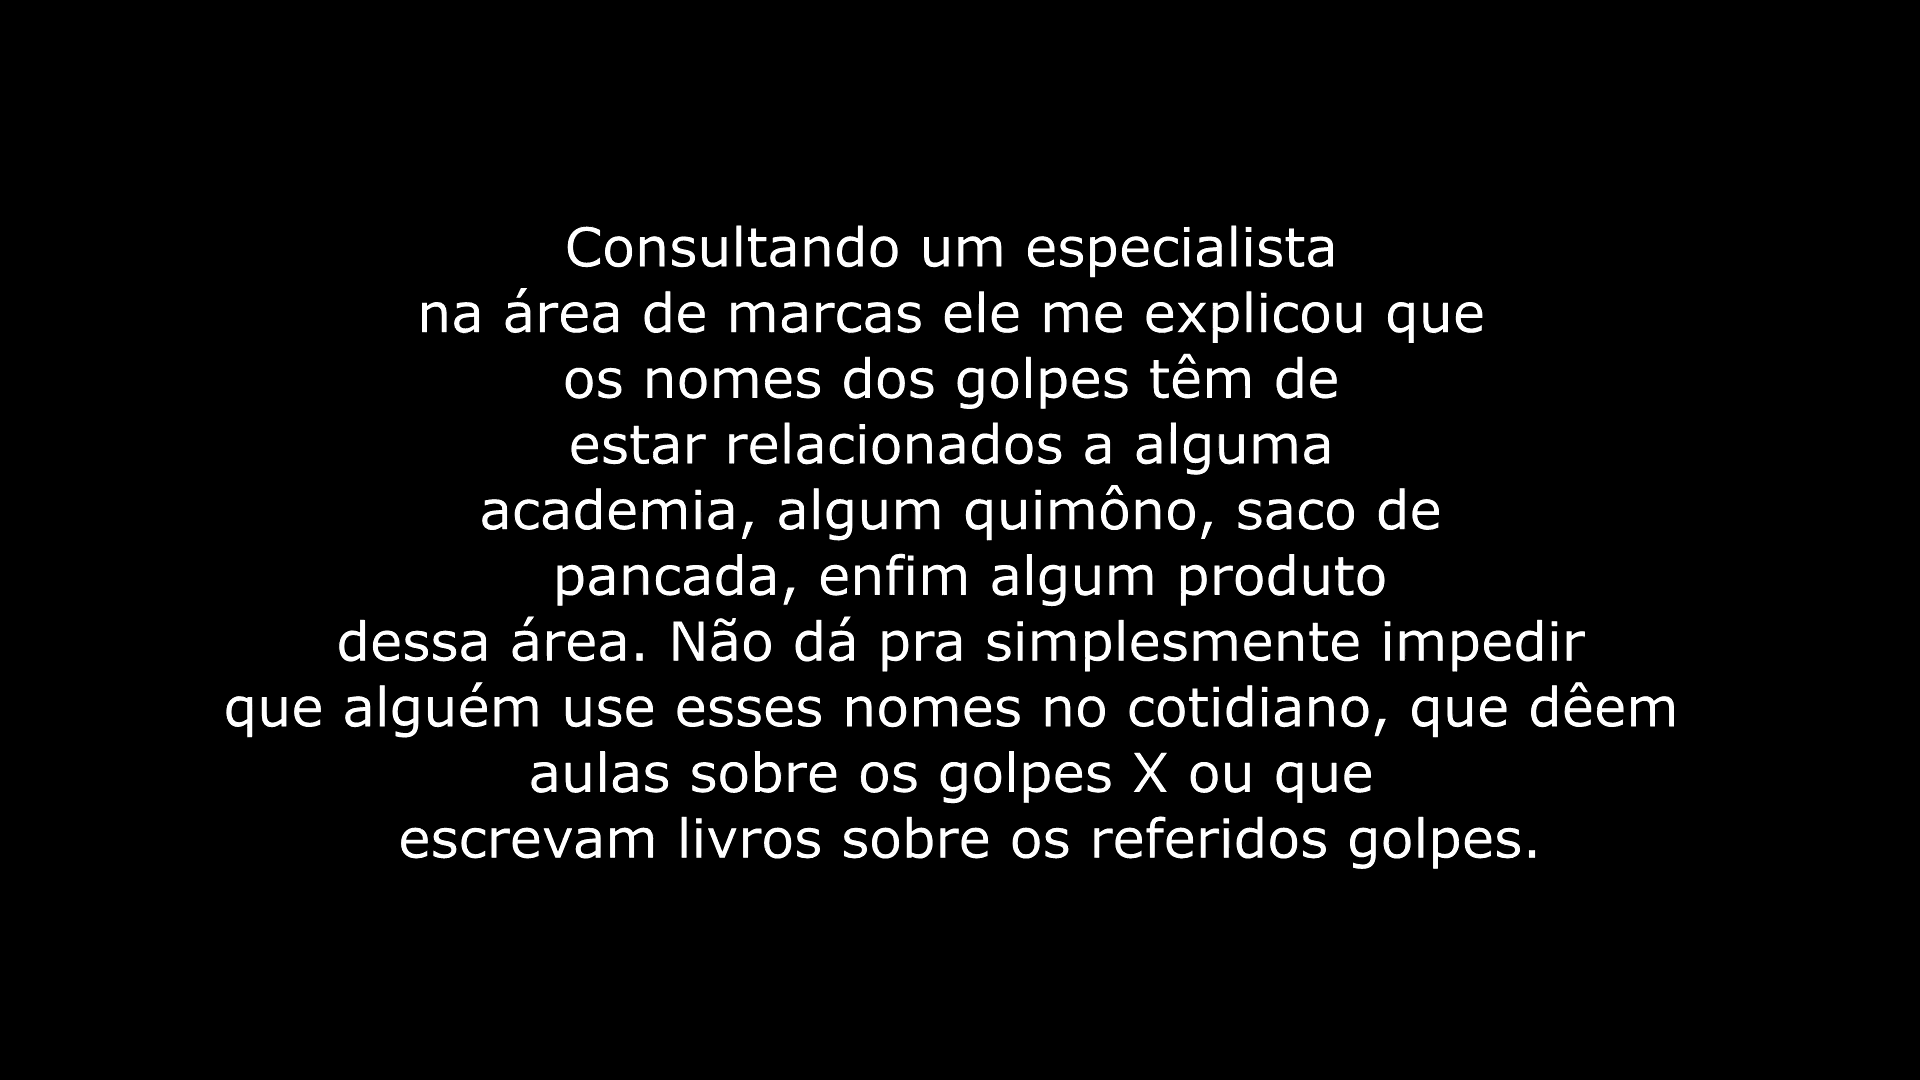 Consultando um especialista
na área de marcas ele me explicou que
os nomes dos golpes têm de
estar relacionados a alguma
academia, algum quimôno, saco de
pancada, enfim algum produto
dessa área. Não dá pra simplesmente impedir
que alguém use esses nomes no cotidiano, que dêem
aulas sobre os golpes X ou que
escrevam livros sobre os referidos golpes.